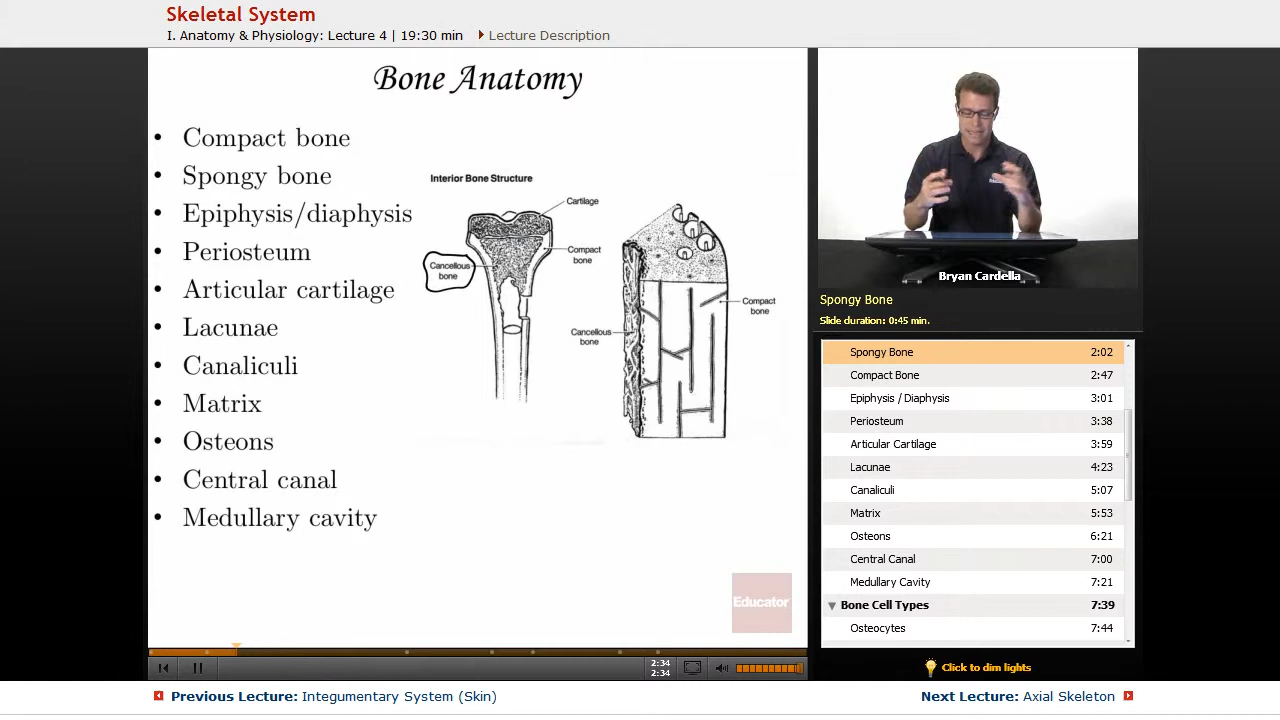 Skeletal System
I. Anatomy & Physiology: Lecture 4 | 19:30 min
Lecture Description
Bone Anatomy
• Compact bone
• Spongy bone
• Epiphysis/diaphysis
• Periosteum
• Articular cartilage
• Lacunae
• Canaliculi
• Matrix
• Osteons
• Central canal
• Medullary cavity
Interior Bone Structure
Cartilage
Compact
bone
Cancellous
bone
Cancellous
bone
Compact
bone
Educator
Bryan Cardella
Spongy Bone
Slide duration: 0:45 min.
Spongy Bone 2:02
Compact Bone 2:47
Epiphysis / Diaphysis 3:01
Periosteum 3:38
Articular Cartilage 3:59
Lacunae 4:23
Canaliculi 5:07
Matrix 5:53
Osteons 6:21
Central Canal 7:00
Medullary Cavity 7:21
Bone Cell Types 7:39
Osteocytes 7:44
2:34
2:34
Click to dim lights
Previous Lecture: Integumentary System (Skin)
Next Lecture: Axial Skeleton